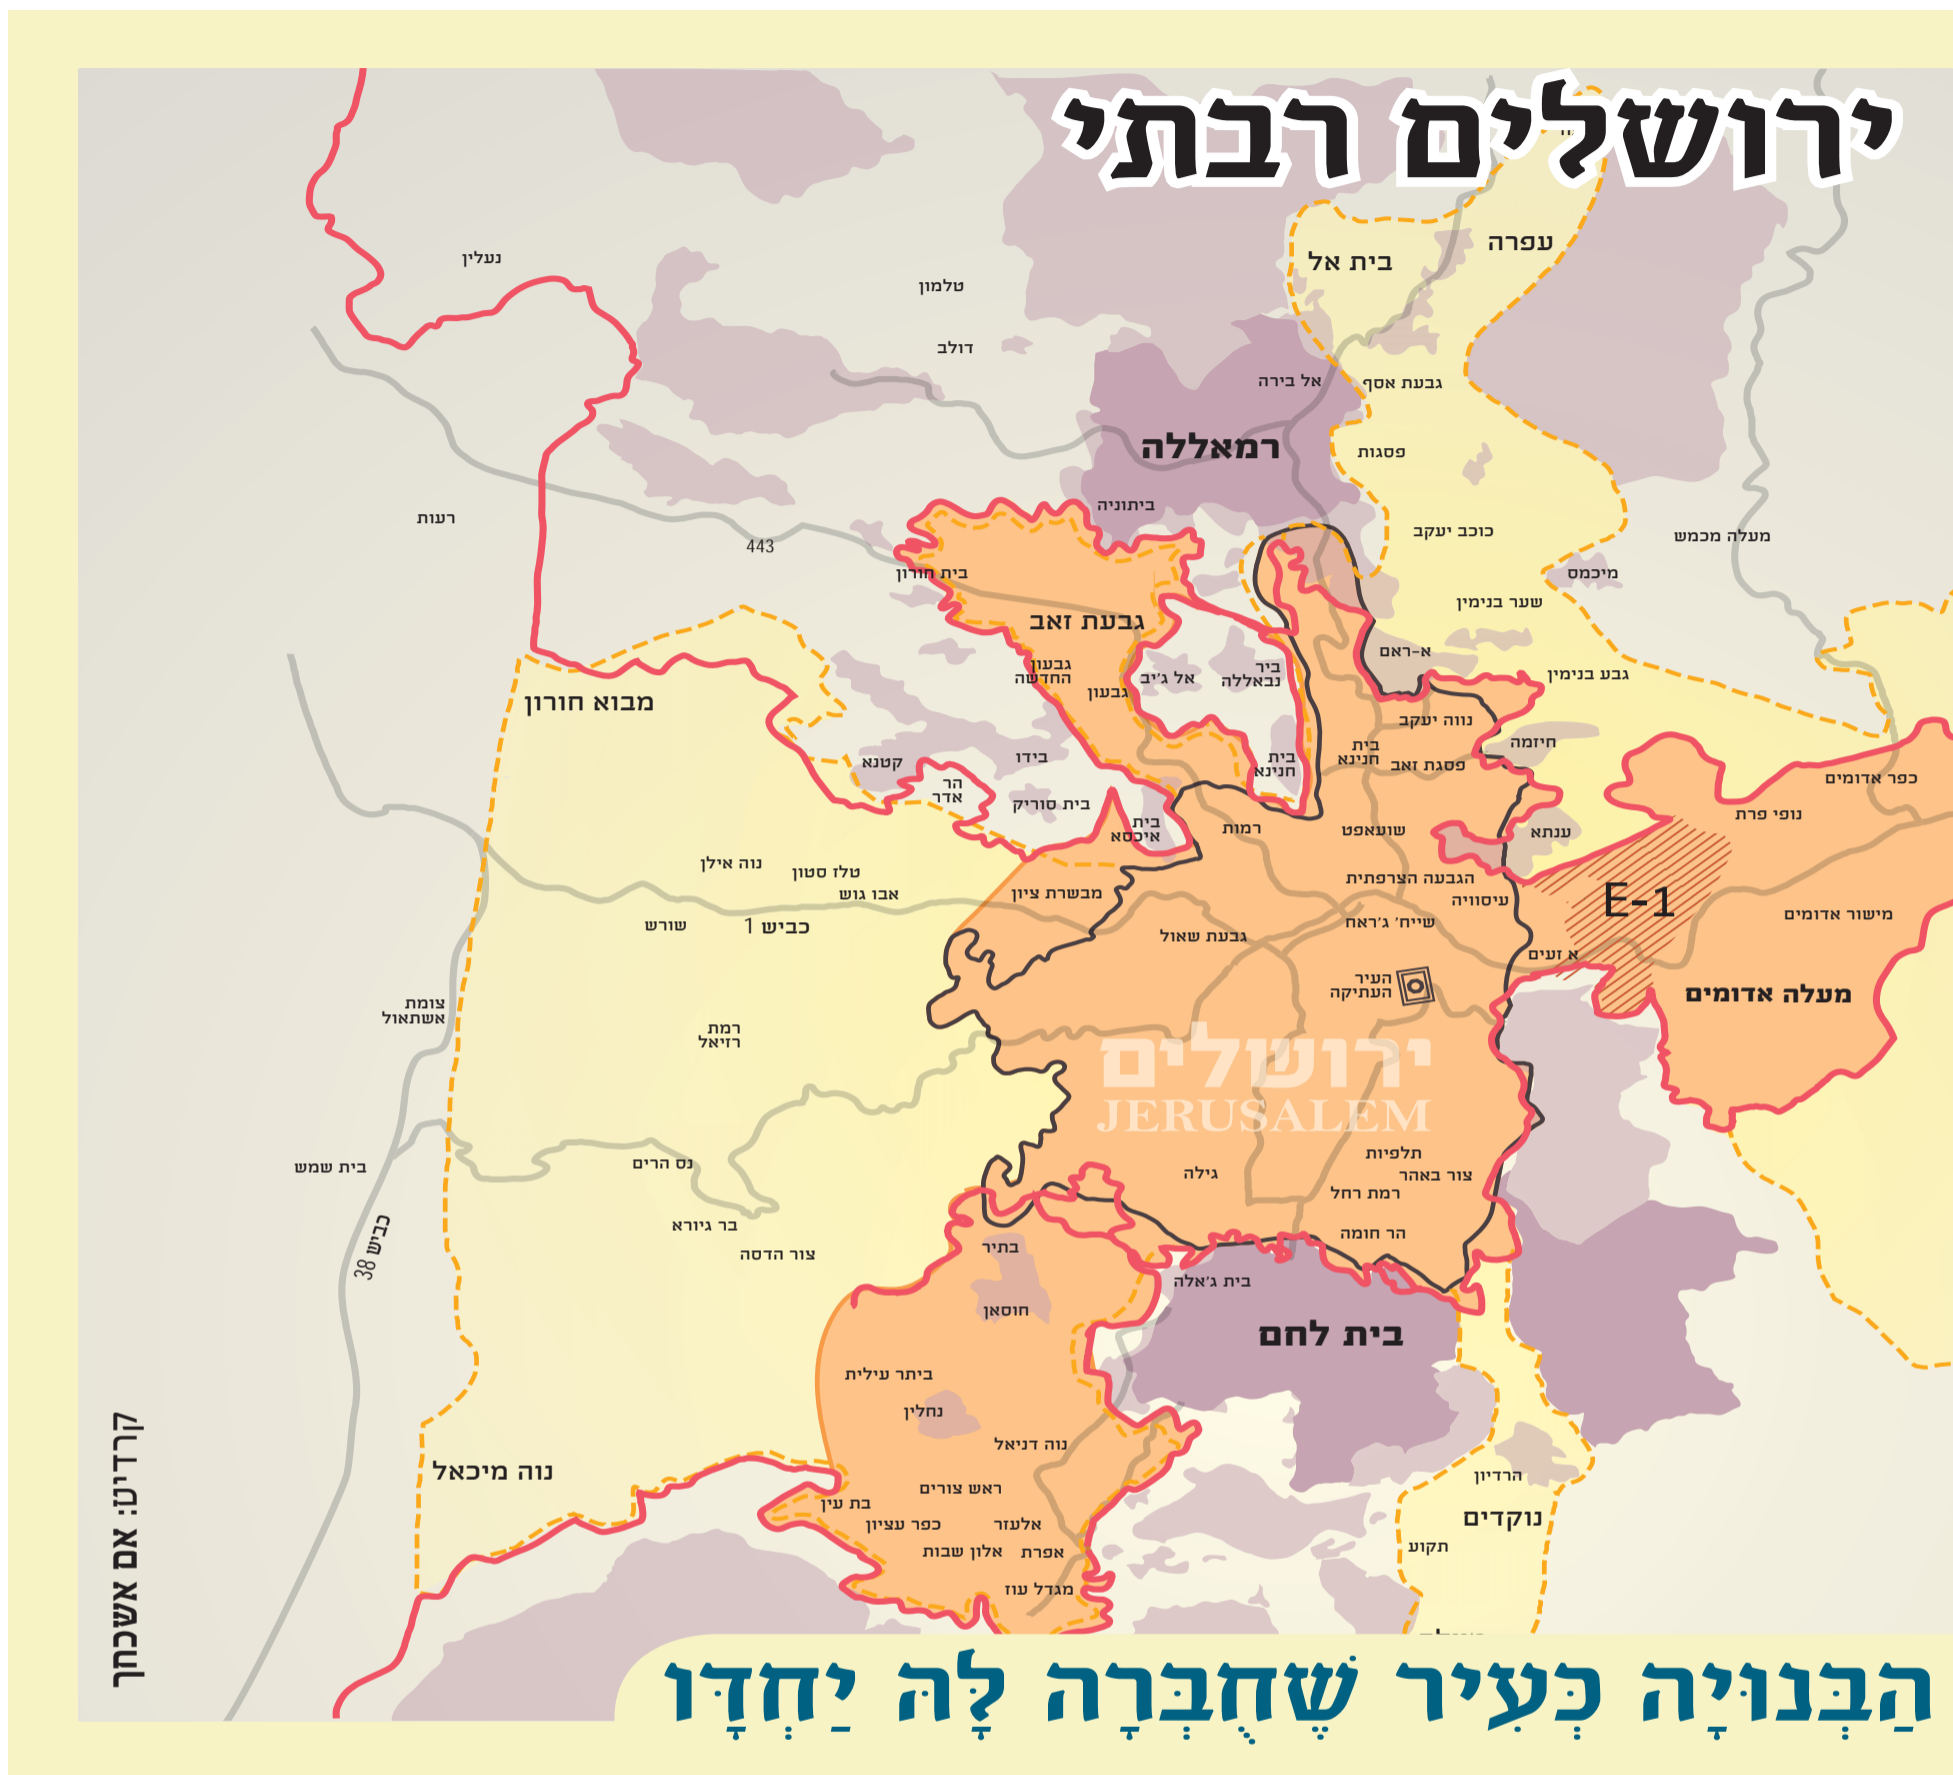 ירושלים רבתי
עפרה
בית אל
נעלין
טלמון
דולב
אל בירה
גבעת אסף
רמאללה
פסגות
ביתוניה
רעות
443
כוכב יעקב
מעלה מכמש
בית חורון
מיכמס
שער בנימין
גבעת זאב
א-ראם
גבעון
החדשה
אל ג'יב
ביר
נבאללה
גבע בנימין
גבעון
מבוא חורון
נווה יעקב
חיזמה
בית
חנינא
בית
חנינא
פסגת זאב
קטנא
בידו
הר
אדר
כפר אדומים
בית סוריק
נופי פרת
בית
איכסא
רמות
שועאפט
ענתא
נוה אילן
טלז סטון
אבו גוש
מבשרת ציון
הגבעה הצרפתית
עיסוויה
E-1
שורש
כביש 1
גבעת שאול
שייח' ג'ראח
מישור אדומים
א זעים
העיר
העתיקה
מעלה אדומים
צומת
אשתאול
רמת
רזיאל
ירושלים
JERUSALEM
בית שמש
נס הרים
גילה
תלפיות
צור באהר
רמת רחל
בר גיורא
הר חומה
כביש 38
צור הדסה
בתיר
בית ג'אלה
חוסאן
בית לחם
ביתר עילית
נחלין
נוה דניאל
נוה מיכאל
הרדיון
ראש צורים
בת עין
נוקדים
כפר עציון
אלעזר
אלון שבות
אפרת
תקוע
מגדל עוז
קרדיט: אם אשכחך
הַבְּנוּיָה כְּעִיר שֶׁחֻבְּרָה לָּהּ יַחְדָּו